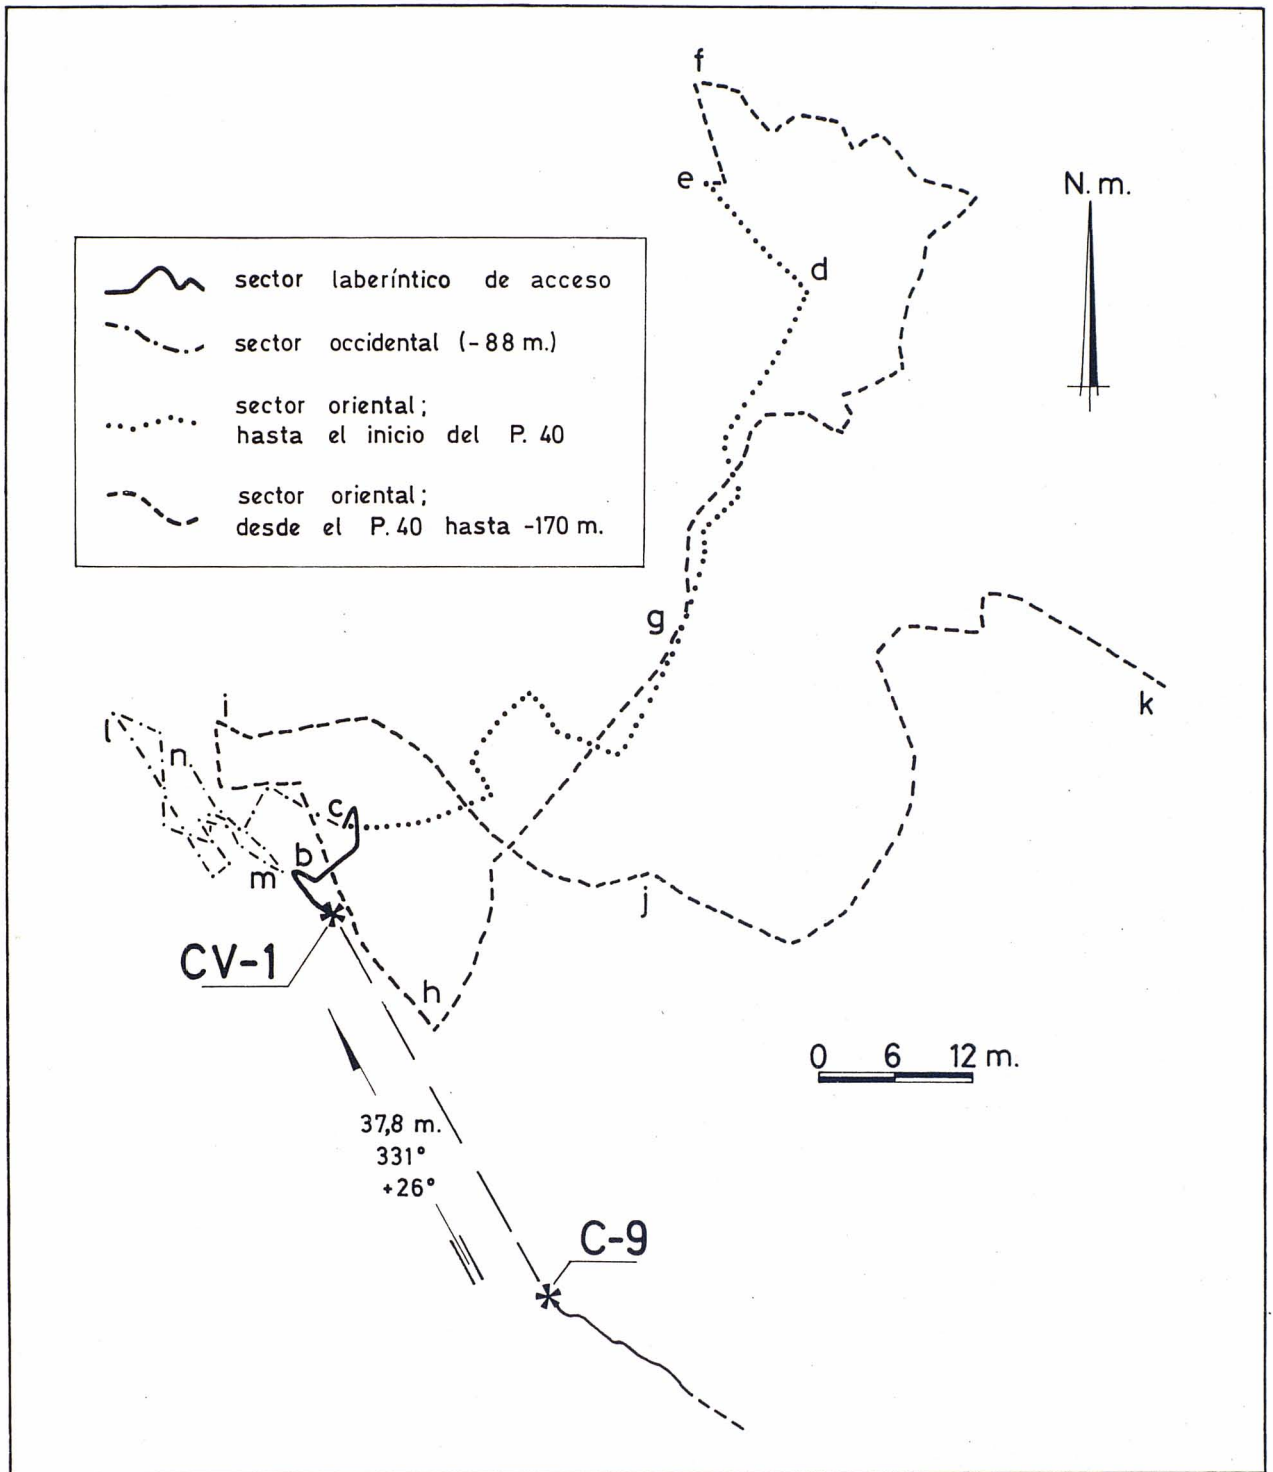 f
e
N. m.
d
sector laberíntico de acceso
sector occidental (-88 m.)
sector oriental;
hasta el inicio del P. 40
sector oriental;
desde el P. 40 hasta -170 m.
g
i
k
l
n
c
b
m
j
CV-1
h
0 6 12 m.
37,8 m.
331°
+26°
C-9